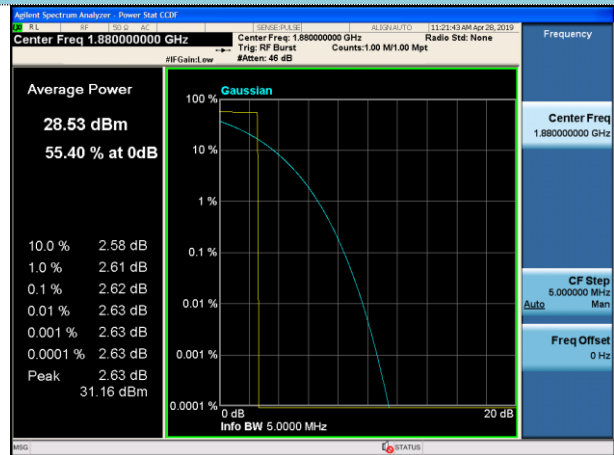 Agilent Spectrum Analyzer - Power Stat CCDF
RL RF 50 Ω AC SENSE:PULSE ALIGNAUTO 11:21:43 AM Apr 28, 2019
Center Freq 1.880000000 GHz
Center Freq: 1.880000000 GHz Radio Std: None
Trig: RF Burst Counts:1.00 M/1.00 Mpt
#IFGain:Low #Atten: 46 dB
Frequency
Average Power
28.53 dBm
55.40 % at 0dB
10.0 % 2.58 dB
1.0 % 2.61 dB
0.1 % 2.62 dB
0.01 % 2.63 dB
0.001 % 2.63 dB
0.0001 % 2.63 dB
Peak 2.63 dB
31.16 dBm
Gaussian
100 %
10 %
1 %
0.1 %
0.01 %
0.001 %
0.0001 %
0 dB 20 dB
Info BW 5.0000 MHz
Center Freq
1.880000000 GHz
CF Step
5.000000 MHz
Auto Man
Freq Offset
0 Hz
MSG STATUS